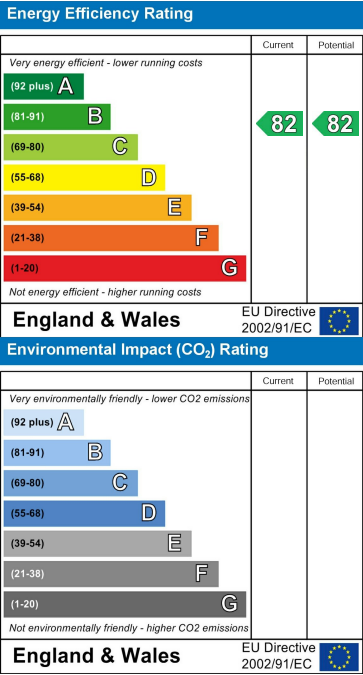 Energy Efficiency Rating
Current Potential
Very energy efficient - lower running costs
(92 plus) A
(81-91) B
82 82
(69-80) C
(55-68) D
(39-54) E
(21-38) F
(1-20) G
Not energy efficient - higher running costs
England & Wales
EU Directive
2002/91/EC
Environmental Impact (CO₂) Rating
Current Potential
Very environmentally friendly - lower CO2 emissions
(92 plus) A
(81-91) B
(69-80) C
(55-68) D
(39-54) E
(21-38) F
(1-20) G
Not environmentally friendly - higher CO2 emissions
England & Wales
EU Directive
2002/91/EC